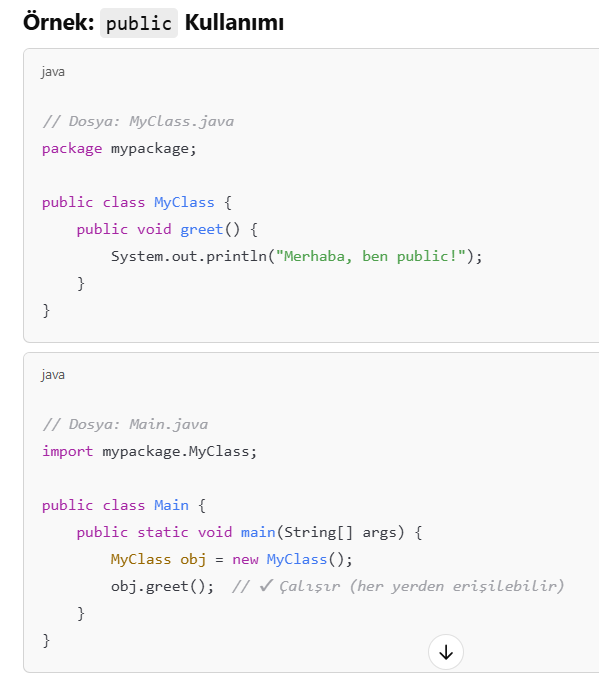 Örnek: public Kullanımı
java
// Dosya: MyClass.java
package mypackage;
public class MyClass {
public void greet() {
System.out.println("Merhaba, ben public!");
}
}
java
// Dosya: Main.java
import mypackage.MyClass;
public class Main {
public static void main(String[] args) {
MyClass obj = new MyClass();
obj.greet();  // ✓ Çalışır (her yerden erişilebilir)
}
}